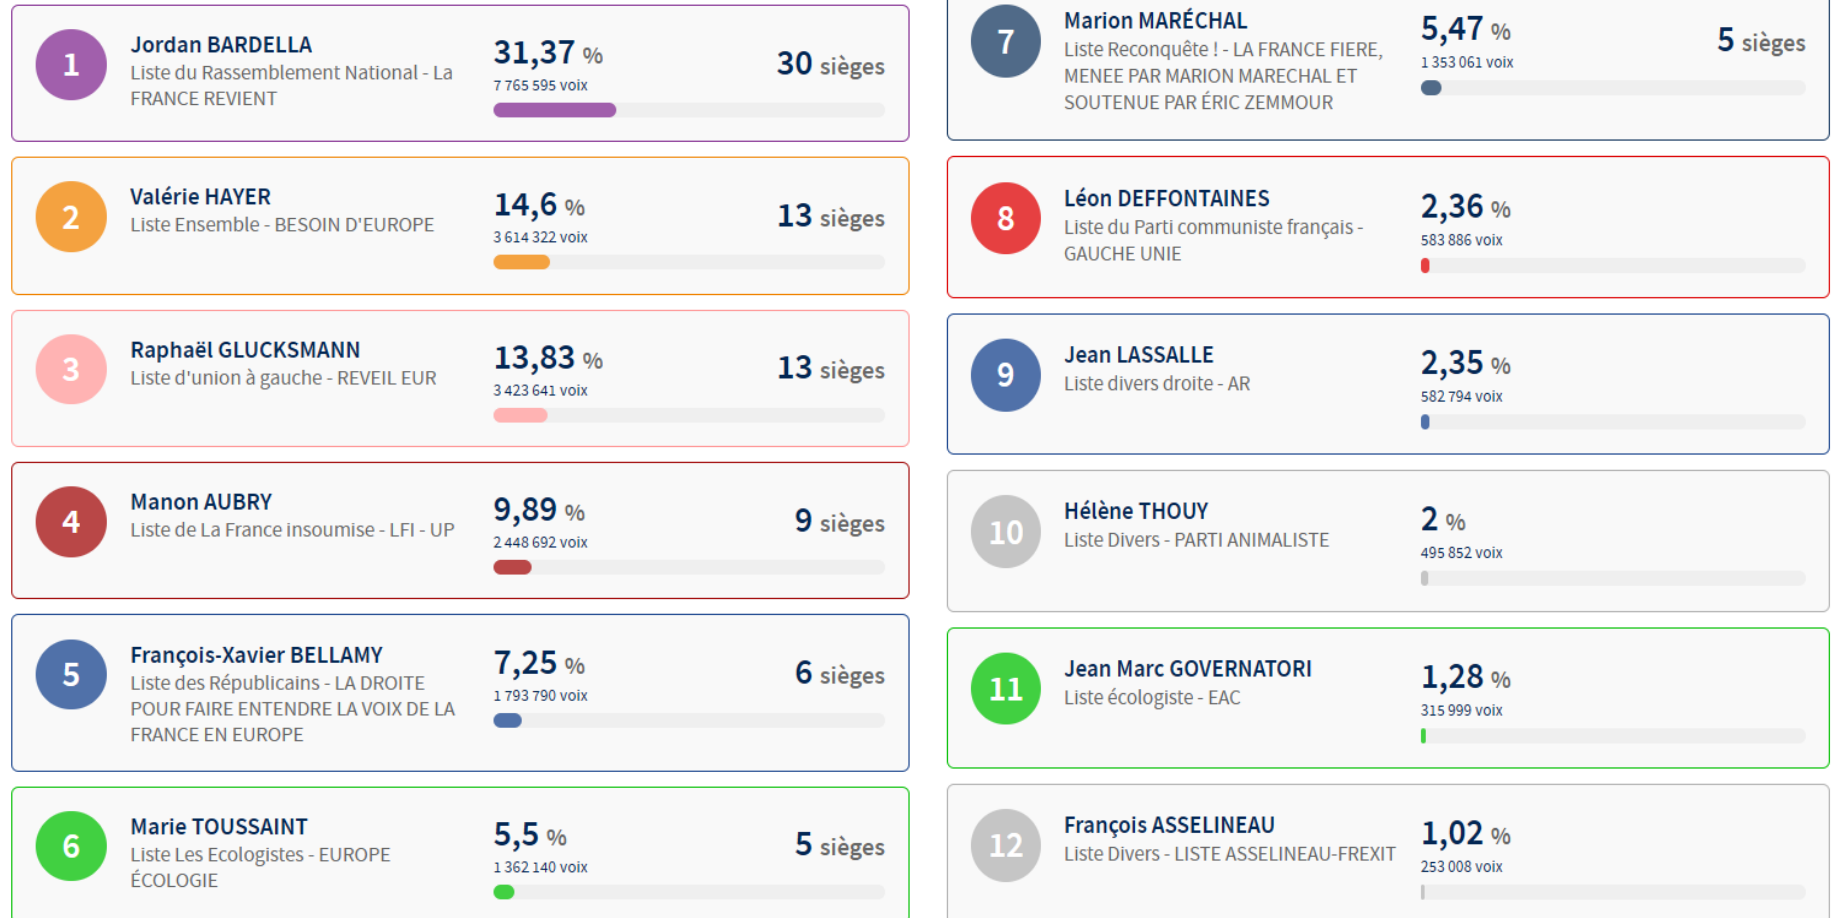 1
Jordan BARDELLA
Liste du Rassemblement National - La
FRANCE REVIENT
31,37 %
7 765 595 voix
30 sièges
2
Valérie HAYER
Liste Ensemble - BESOIN D'EUROPE
14,6 %
3 614 322 voix
13 sièges
3
Raphaël GLUCKSMANN
Liste d'union à gauche - REVEIL EUR
13,83 %
3 423 641 voix
13 sièges
4
Manon AUBRY
Liste de La France insoumise - LFI - UP
9,89 %
2 448 692 voix
9 sièges
5
François-Xavier BELLAMY
Liste des Républicains - LA DROITE
POUR FAIRE ENTENDRE LA VOIX DE LA
FRANCE EN EUROPE
7,25 %
1 793 790 voix
6 sièges
6
Marie TOUSSAINT
Liste Les Ecologistes - EUROPE
ÉCOLOGIE
5,5 %
1 362 140 voix
5 sièges
7
Marion MARÉCHAL
Liste Reconquête ! - LA FRANCE FIERE,
MENEE PAR MARION MARECHAL ET
SOUTENUE PAR ÉRIC ZEMMOUR
5,47 %
1 353 061 voix
5 sièges
8
Léon DEFFONTAINES
Liste du Parti communiste français -
GAUCHE UNIE
2,36 %
583 886 voix
9
Jean LASSALLE
Liste divers droite - AR
2,35 %
582 794 voix
10
Hélène THOUY
Liste Divers - PARTI ANIMALISTE
2 %
495 852 voix
11
Jean Marc GOVERNATORI
Liste écologiste - EAC
1,28 %
315 999 voix
12
François ASSELINEAU
Liste Divers - LISTE ASSELINEAU-FREXIT
1,02 %
253 008 voix